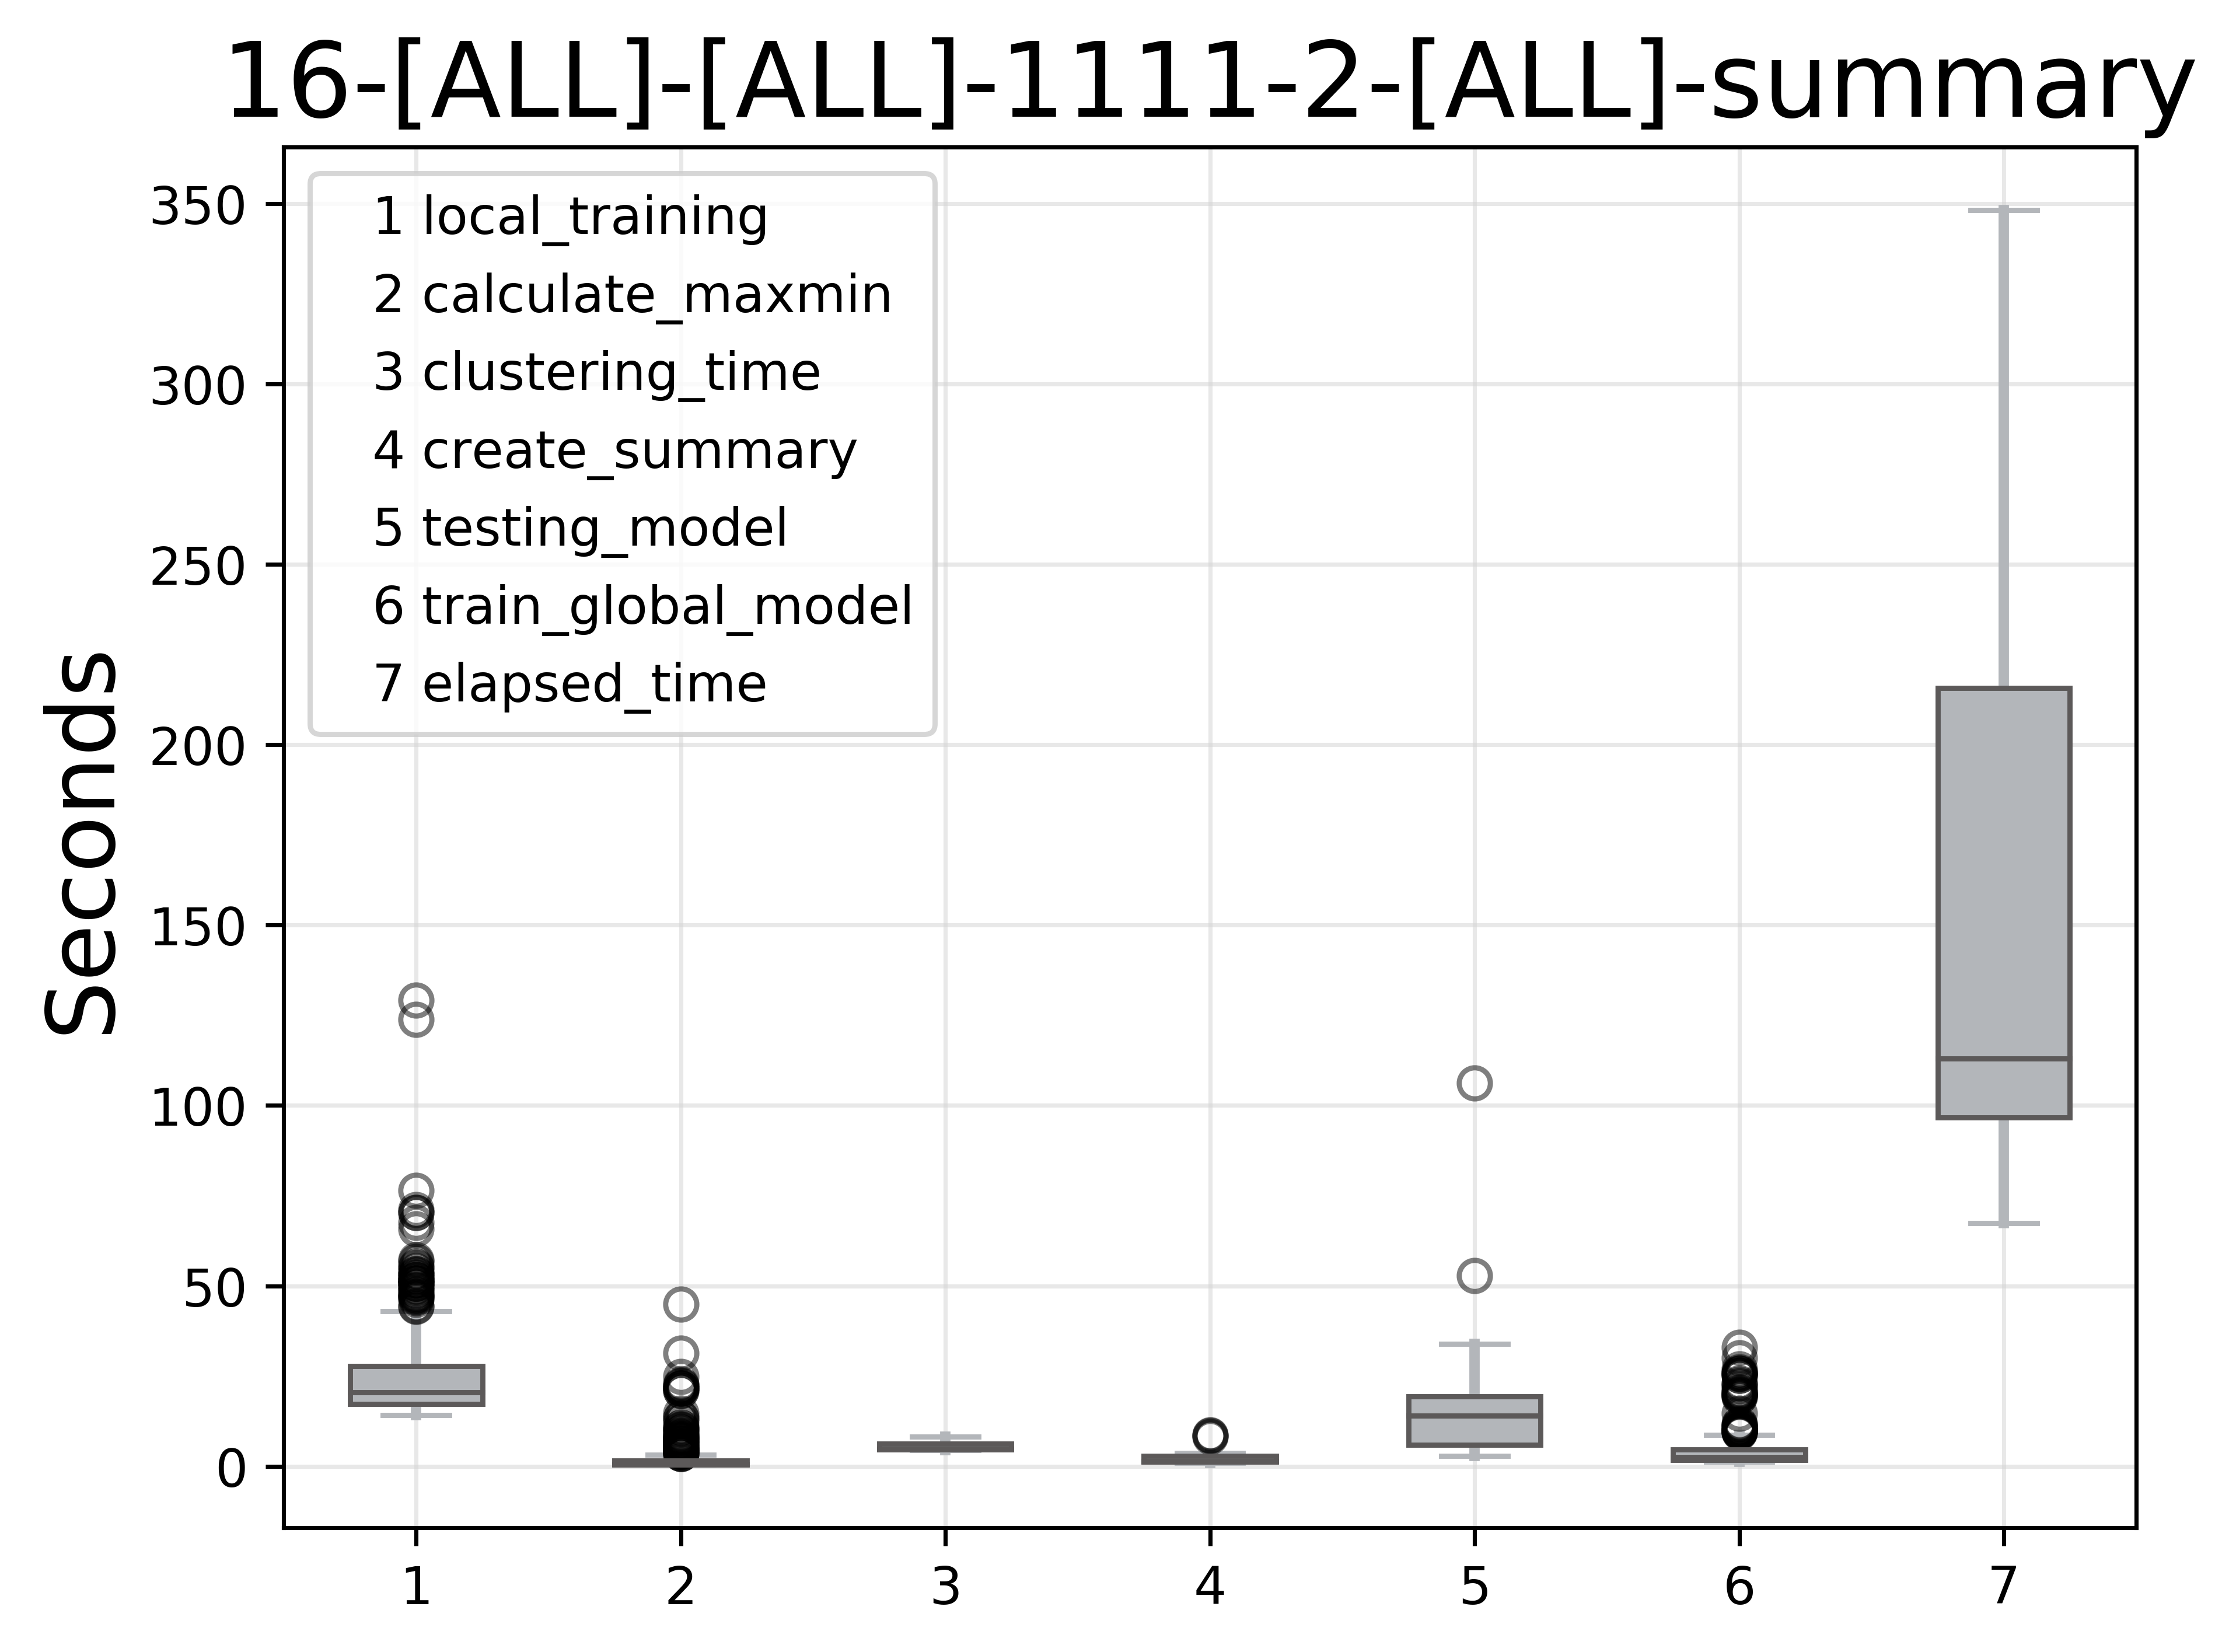 16-[ALL]-[ALL]-1111-2-[ALL]-summary
Seconds
350
300
250
200
150
100
50
0
1 local_training
2 calculate_maxmin
3 clustering_time
4 create_summary
5 testing_model
6 train_global_model
7 elapsed_time
1 2 3 4 5 6 7